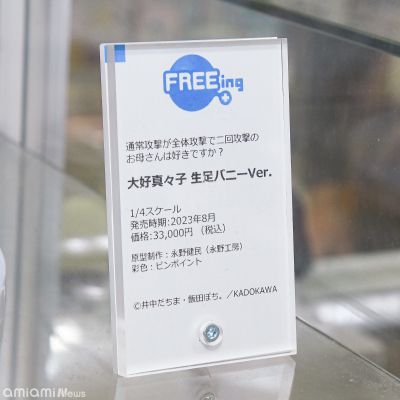 FREEing
通常攻撃が全体攻撃で二回攻撃の
お母さんは好きですか?
大好真々子 生足バニーVer.
1/4スケール
発売時期:2023年8月
価格:33,000円 (税込)
原型制作:永野健民(永野工房)
彩色:ピンポイント
©井中だちま・飯田ぽち。/KADOKAWA
amiami News